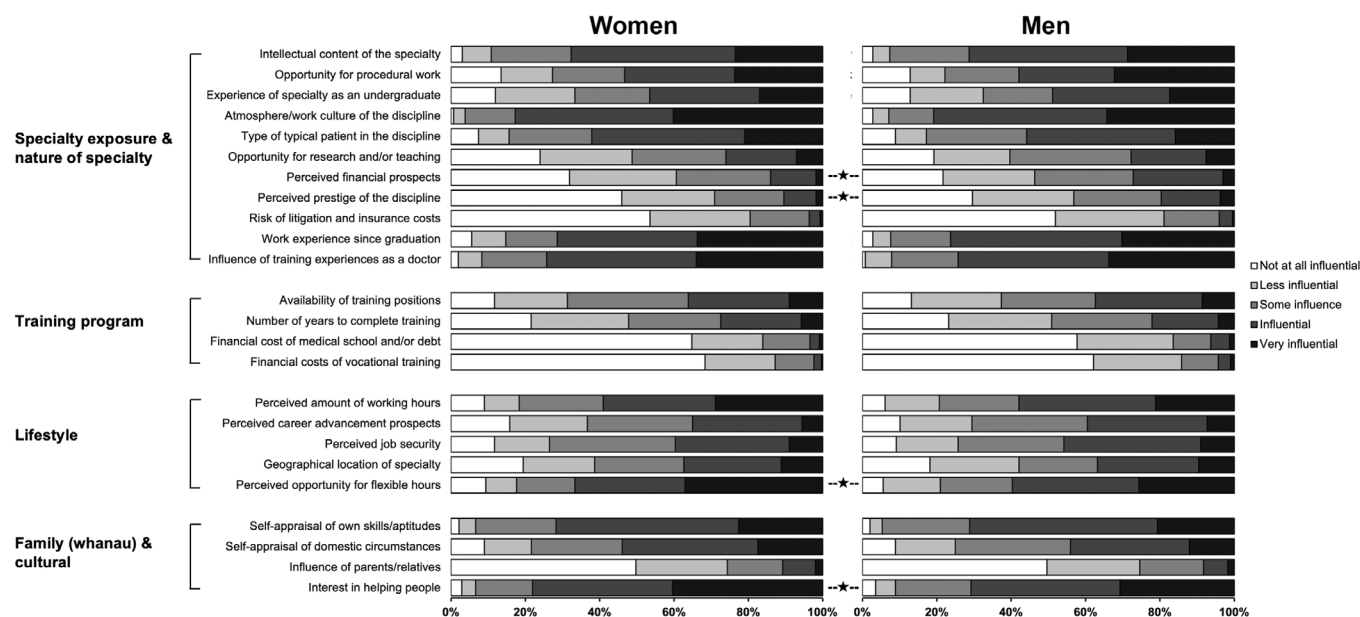 Women Men
Intellectual content of the specialty
Opportunity for procedural work
Experience of specialty as an undergraduate
Atmosphere/work culture of the discipline
Type of typical patient in the discipline
Opportunity for research and/or teaching
Perceived financial prospects
Perceived prestige of the discipline
Risk of litigation and insurance costs
Work experience since graduation
Influence of training experiences as a doctor
Specialty exposure &
nature of specialty
Availability of training positions
Number of years to complete training
Financial cost of medical school and/or debt
Financial costs of vocational training
Training program
Perceived amount of working hours
Perceived career advancement prospects
Perceived job security
Geographical location of specialty
Perceived opportunity for flexible hours
Lifestyle
Self-appraisal of own skills/aptitudes
Self-appraisal of domestic circumstances
Influence of parents/relatives
Interest in helping people
Family (whanau) &
cultural
0% 20% 40% 60% 80% 100%
0% 20% 40% 60% 80% 100%
Not at all influential
Less influential
Some influence
Influential
Very influential